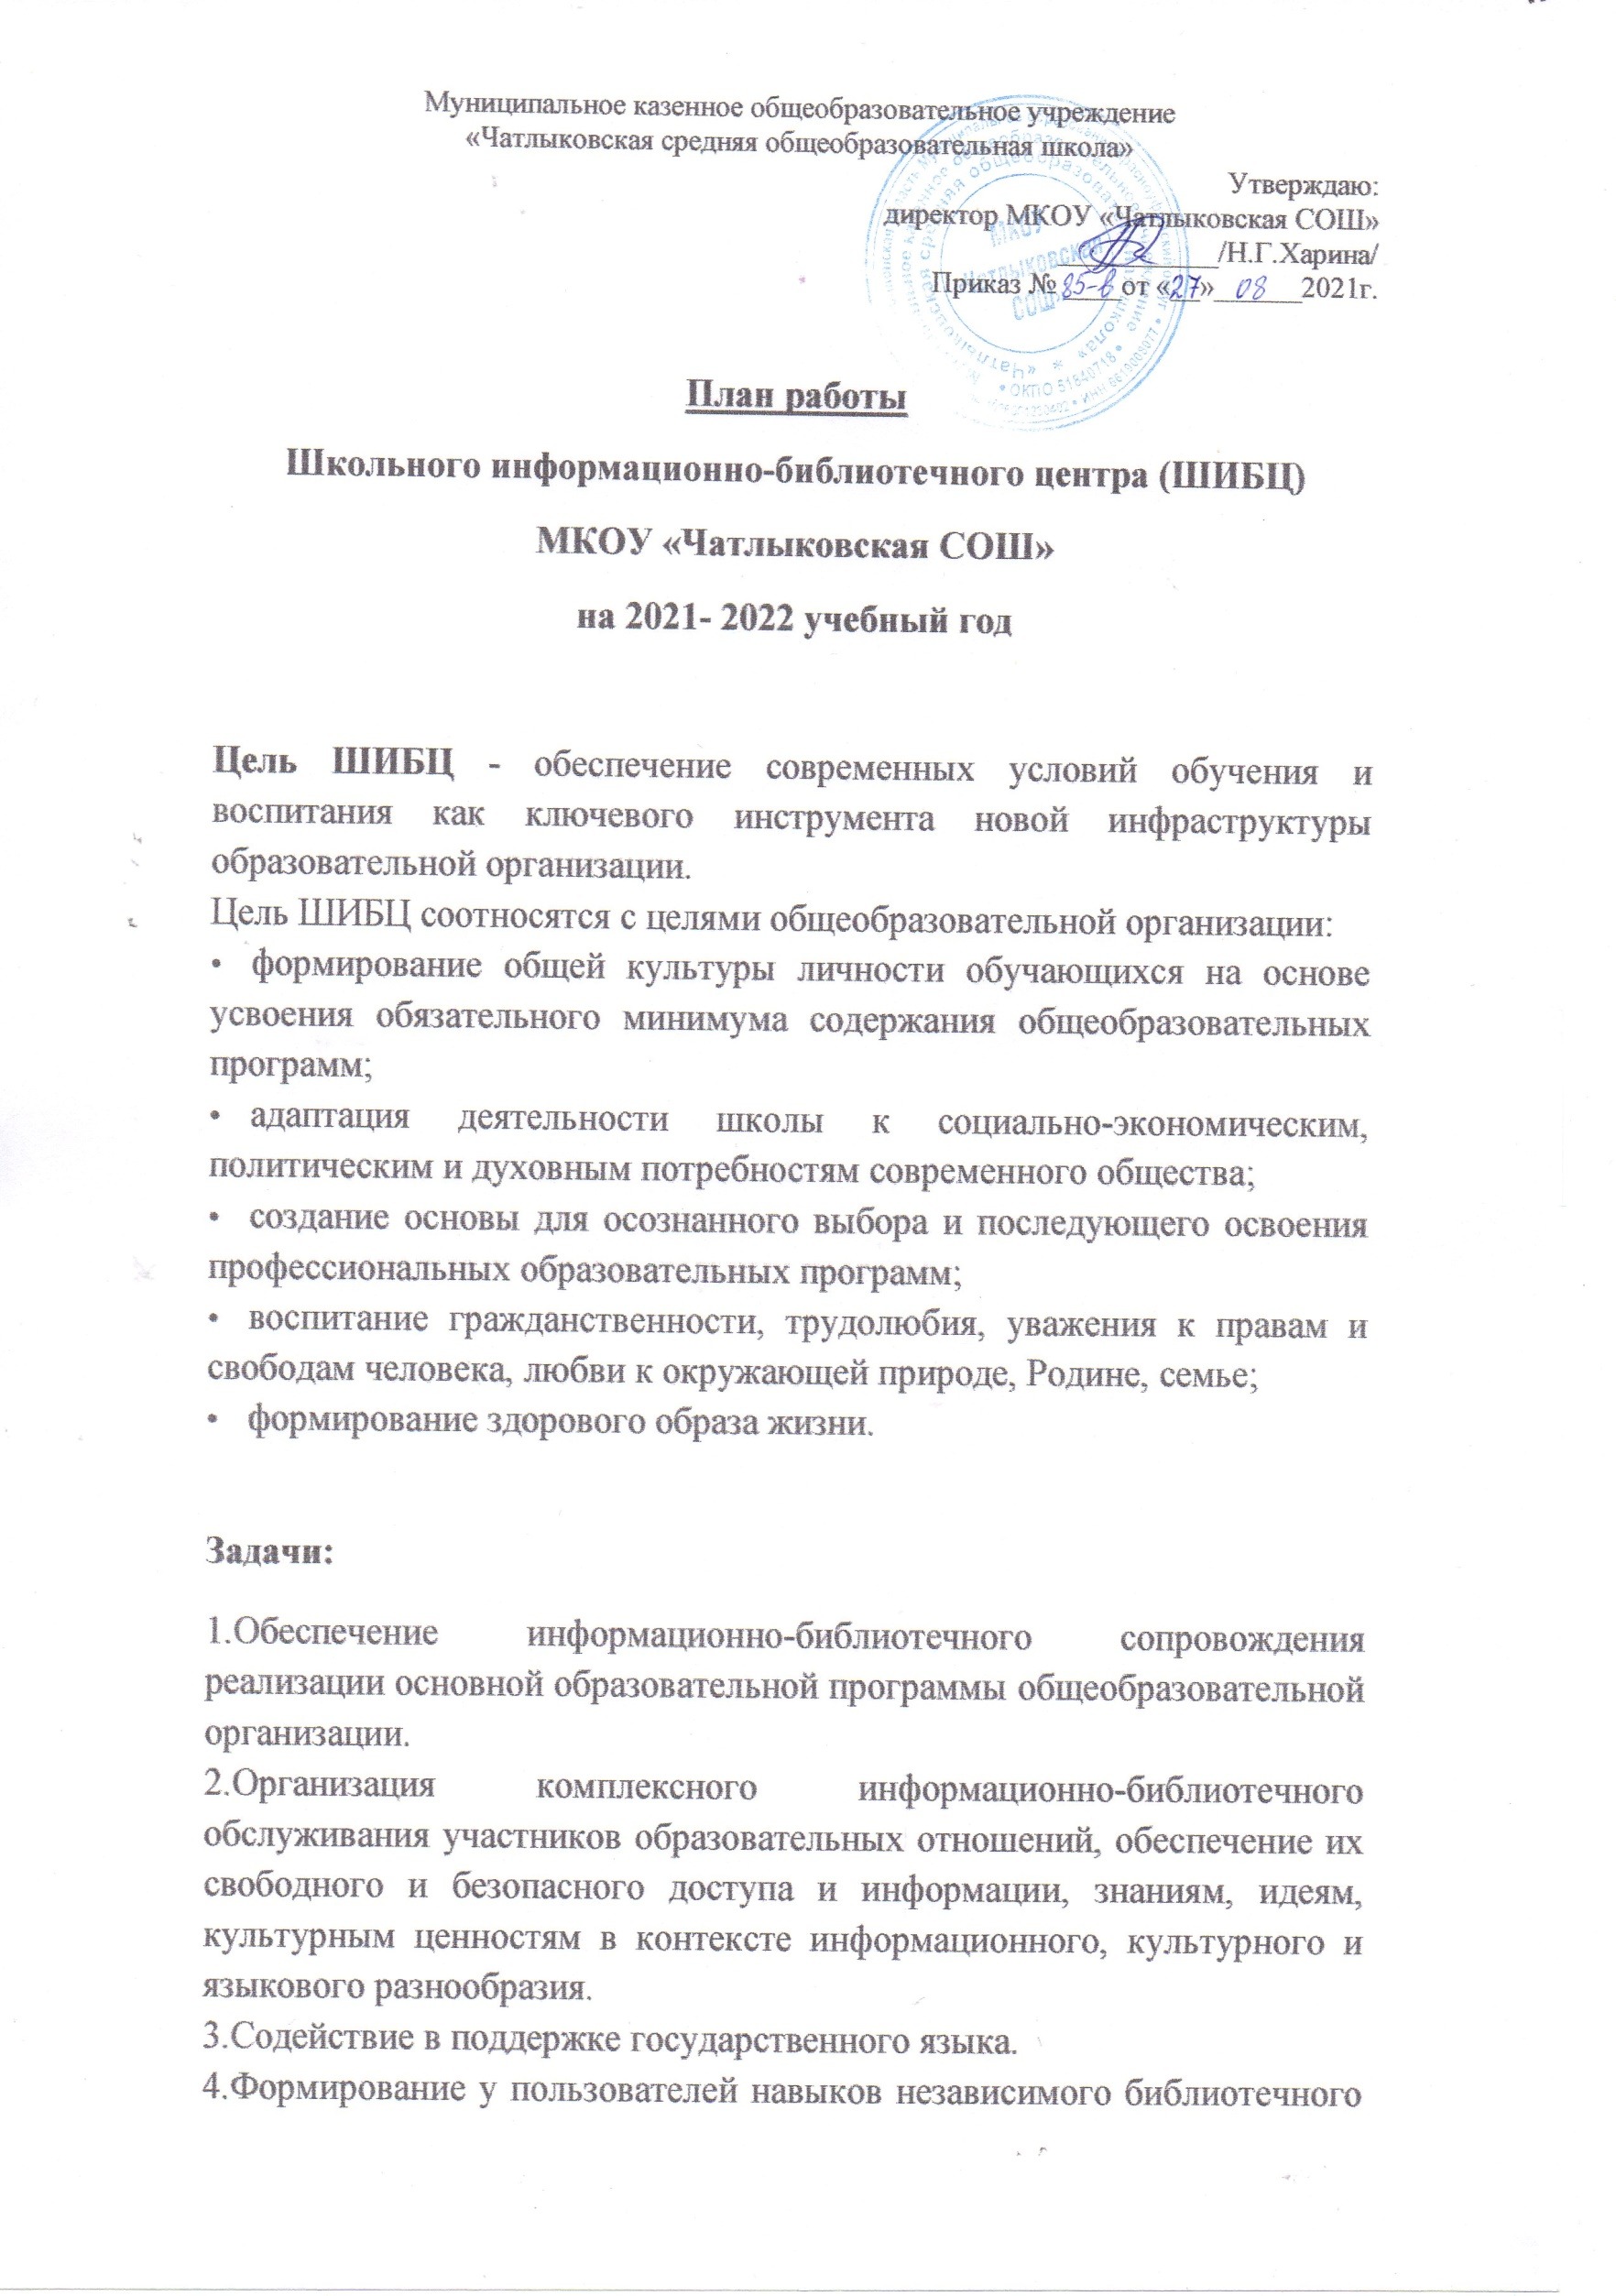 Муниципальное казенное общеобразовательное учреждение
«Чатлыковская средняя общеобразовательная школа»
Утверждаю:
директор МКОУ «Чатлыковская СОШ»
____________/Н.Г.Харина/
Приказ № 85-в от «27» 08 2021г.
МКОУ
Чатлыковская
СОШ
ОКПО 51840718
План работы
Школьного информационно-библиотечного центра (ШИБЦ)
МКОУ «Чатлыковская СОШ»
на 2021- 2022 учебный год
Цель ШИБЦ - обеспечение современных условий обучения и
воспитания как ключевого инструмента новой инфраструктуры
образовательной организации.
Цель ШИБЦ соотносятся с целями общеобразовательной организации:
• формирование общей культуры личности обучающихся на основе
усвоения обязательного минимума содержания общеобразовательных
программ;
• адаптация деятельности школы к социально-экономическим,
политическим и духовным потребностям современного общества;
• создание основы для осознанного выбора и последующего освоения
профессиональных образовательных программ;
• воспитание гражданственности, трудолюбия, уважения к правам и
свободам человека, любви к окружающей природе, Родине, семье;
• формирование здорового образа жизни.
Задачи:
1.Обеспечение информационно-библиотечного сопровождения
реализации основной образовательной программы общеобразовательной
организации.
2.Организация комплексного информационно-библиотечного
обслуживания участников образовательных отношений, обеспечение их
свободного и безопасного доступа и информации, знаниям, идеям,
культурным ценностям в контексте информационного, культурного и
языкового разнообразия.
3.Содействие в поддержке государственного языка.
4.Формирование у пользователей навыков независимого библиотечного